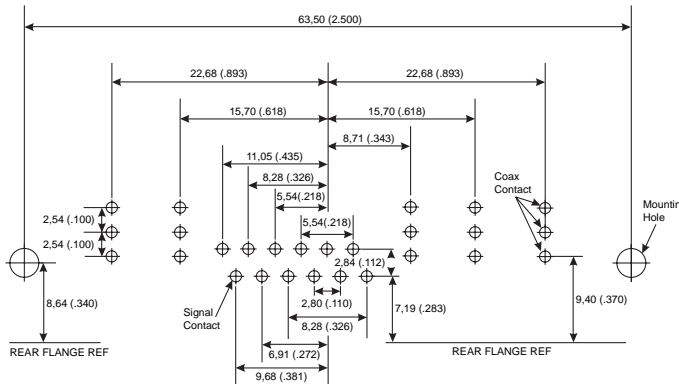 63,50 (2.500)
22,68 (.893)
22,68 (.893)
15,70 (.618)
15,70 (.618)
8,71 (.343)
11,05 (.435)
8,28 (.326)
5,54(.218)
Coax
Contact
2,54 (.100)
5,54(.218)
Mountin
Hole
2,54 (.100)
2,84 (.112)
8,64 (.340)
Signal
Contact
2,80 (.110)
7,19 (.283)
9,40 (.370)
8,28 (.326)
REAR FLANGE REF
REAR FLANGE REF
6,91 (.272)
9,68 (.381)